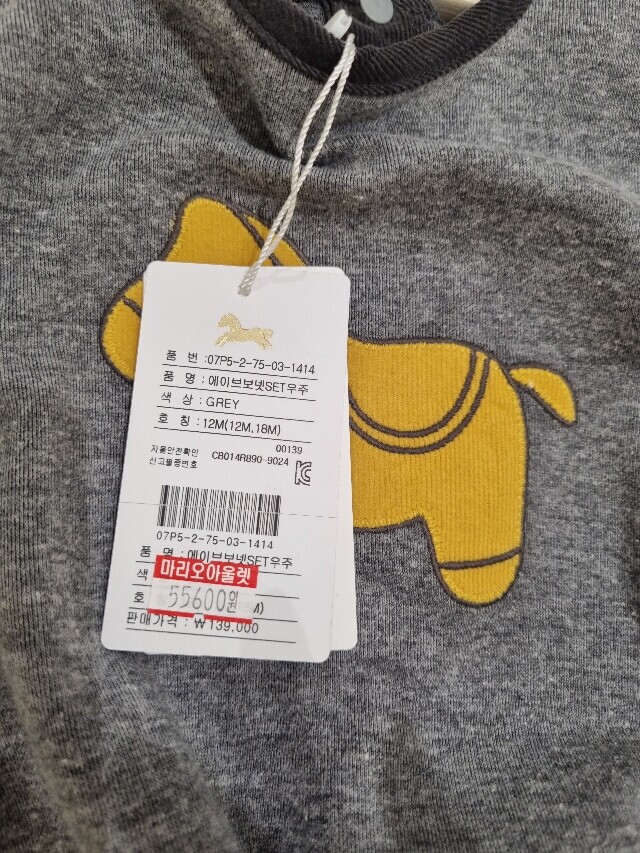 품 번 :07P5-2-75-03-1414
품 명 :에이브보넷SET우주
색 상 :GREY
호 칭 :12M(12M,18M)
00139
자율안전확인
신고필증번호 CB014R890-9024
07P5-2-75-03-1414
품 명 :에이브보넷SET우주
색
마리오아울렛
호 55600원 M)
판매가격 : ₩139,000